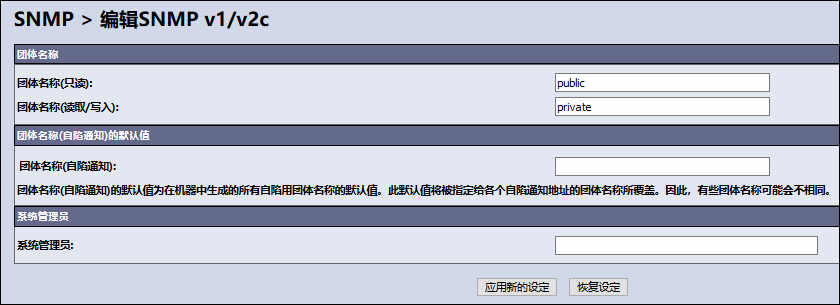 SNMP > 编辑SNMP v1/v2c
团体名称
团体名称(只读): public
团体名称(读取/写入): private
团体名称(自陷通知)的默认值
团体名称(自陷通知):
团体名称(自陷通知)的默认值为在机器中生成的所有自陷用团体名称的默认值。此默认值将被指定给各个自陷通知地址的团体名称所覆盖。因此，有些团体名称可能会不相同。
系统管理员
系统管理员:
应用新的设定 恢复设定